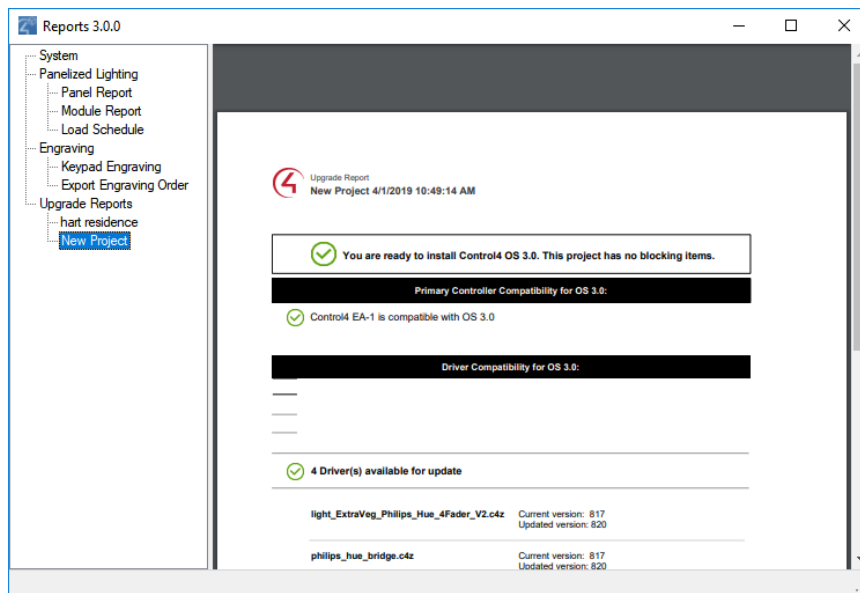 Reports 3.0.0
System
Panelized Lighting
Panel Report
Module Report
Load Schedule
Engraving
Keypad Engraving
Export Engraving Order
Upgrade Reports
hart residence
New Project
Upgrade Report
New Project 4/1/2019 10:49:14 AM
You are ready to install Control4 OS 3.0. This project has no blocking items.
Primary Controller Compatibility for OS 3.0:
Control4 EA-1 is compatible with OS 3.0
Driver Compatibility for OS 3.0:
4 Driver(s) available for update
light_ExtraVeg_Philips_Hue_4Fader_V2.c4z Current version: 817
Updated version: 820
philips_hue_bridge.c4z Current version: 817
Updated version: 820